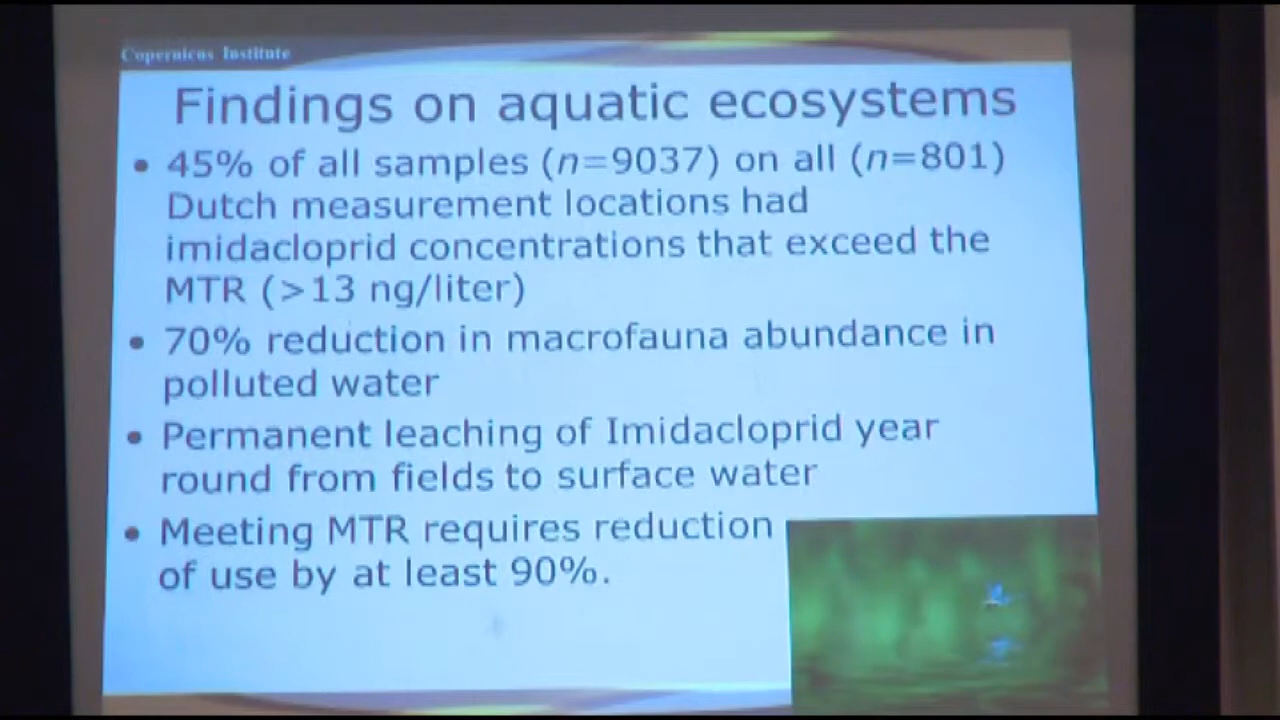 Copernicus Institute
Findings on aquatic ecosystems
• 45% of all samples (n=9037) on all (n=801)
Dutch measurement locations had
imidacloprid concentrations that exceed the
MTR (>13 ng/liter)
• 70% reduction in macrofauna abundance in
polluted water
• Permanent leaching of Imidacloprid year
round from fields to surface water
• Meeting MTR requires reduction
of use by at least 90%.